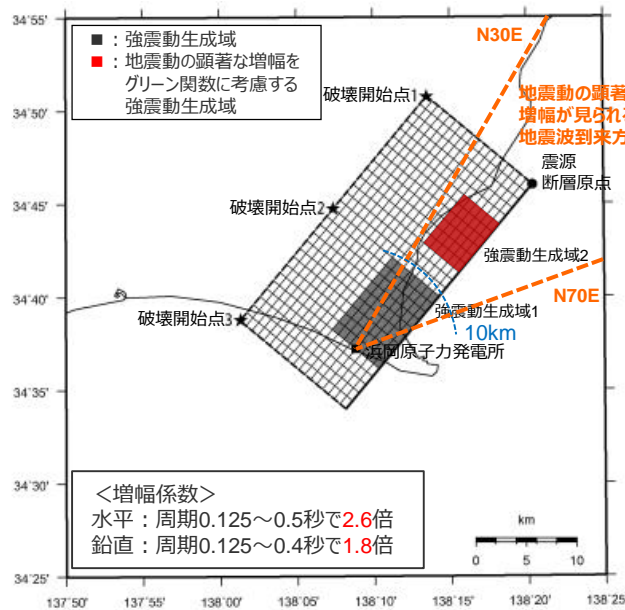 34˚55'
34˚50'
34˚45'
34˚40'
34˚35'
34˚30'
34˚25'
■：強震動生成域
■：地震動の顕著な増幅を
グリーン関数に考慮する
強震動生成域
N30E
地震動の顕著
増幅が見られ
地震波到来方
破壊開始点1
震源
断層原点
破壊開始点2
強震動生成域2
N70E
強震動生成域1
10km
破壊開始点3
浜岡原子力発電所
＜増幅係数＞
水平：周期0.125～0.5秒で2.6倍
鉛直：周期0.125～0.4秒で1.8倍
km
0 5 10
137˚50' 137˚55' 138˚00' 138˚05' 138˚10' 138˚15' 138˚20' 138˚25'